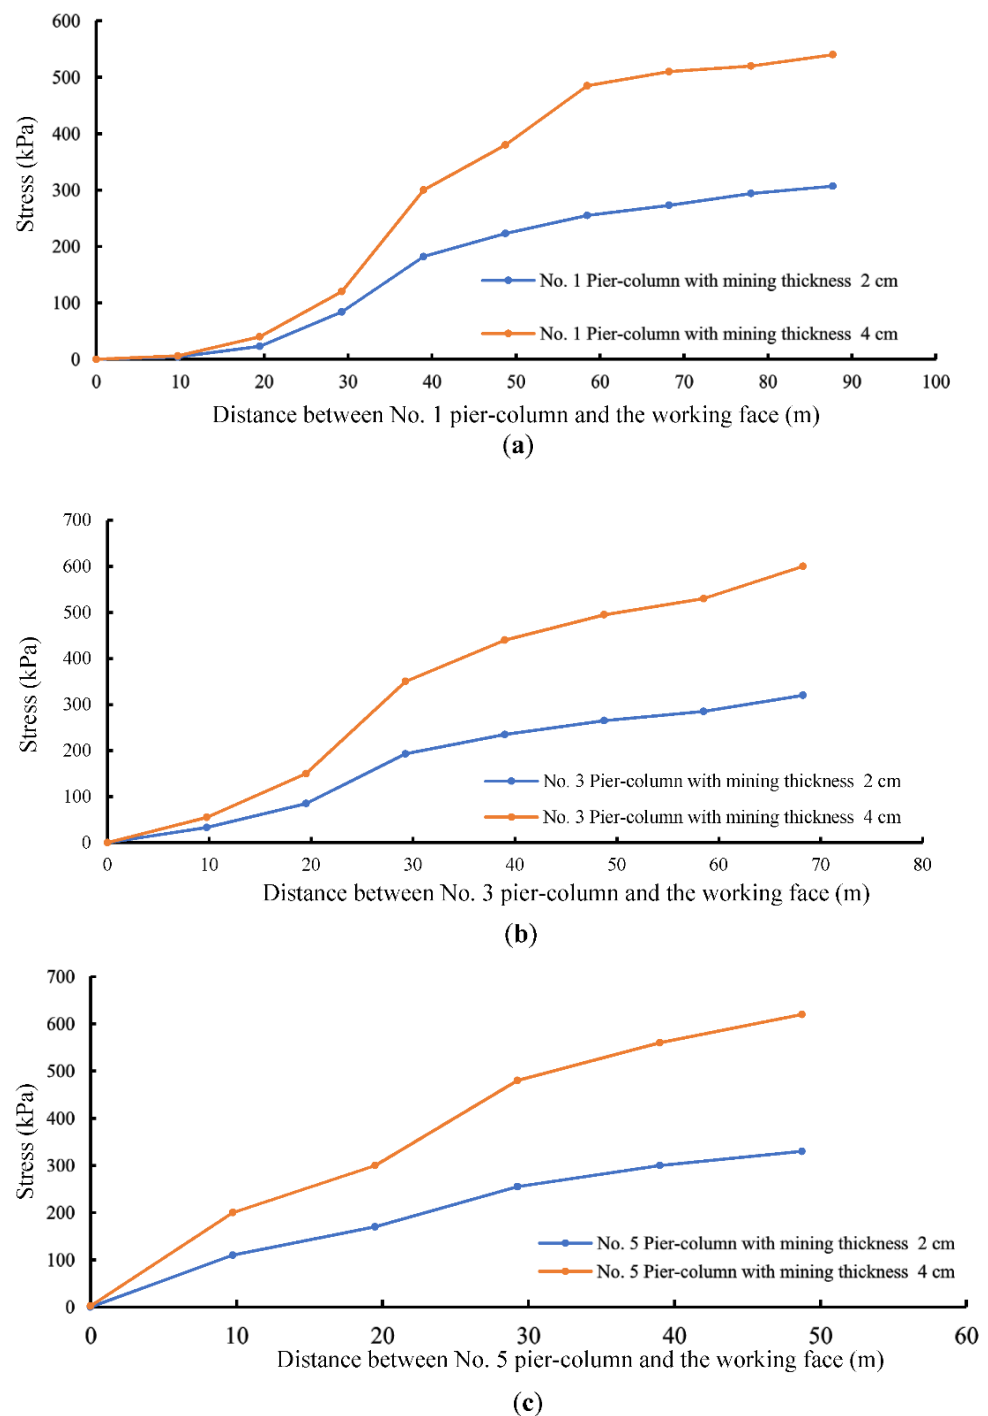 600
500
400
300
200
100
0
Stress (kPa)
0 10 20 30 40 50 60 70 80 90 100
No. 1 Pier-column with mining thickness 2 cm
No. 1 Pier-column with mining thickness 4 cm
Distance between No. 1 pier-column and the working face (m)
(a)
700
600
500
400
300
200
100
0
Stress (kPa)
0 10 20 30 40 50 60 70 80
No. 3 Pier-column with mining thickness 2 cm
No. 3 Pier-column with mining thickness 4 cm
Distance between No. 3 pier-column and the working face (m)
(b)
700
600
500
400
300
200
100
0
Stress (kPa)
0 10 20 30 40 50 60
No. 5 Pier-column with mining thickness 2 cm
No. 5 Pier-column with mining thickness 4 cm
Distance between No. 5 pier-column and the working face (m)
(c)